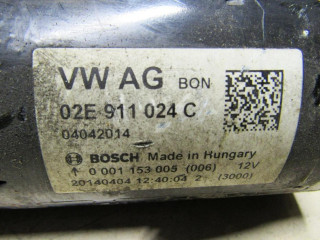 VW AG BON
02E 911 024 C
04042014
BOSCH Made in Hungary
0 001 153 005 (006) 12V
20140404 12:40:04 2 (3000)